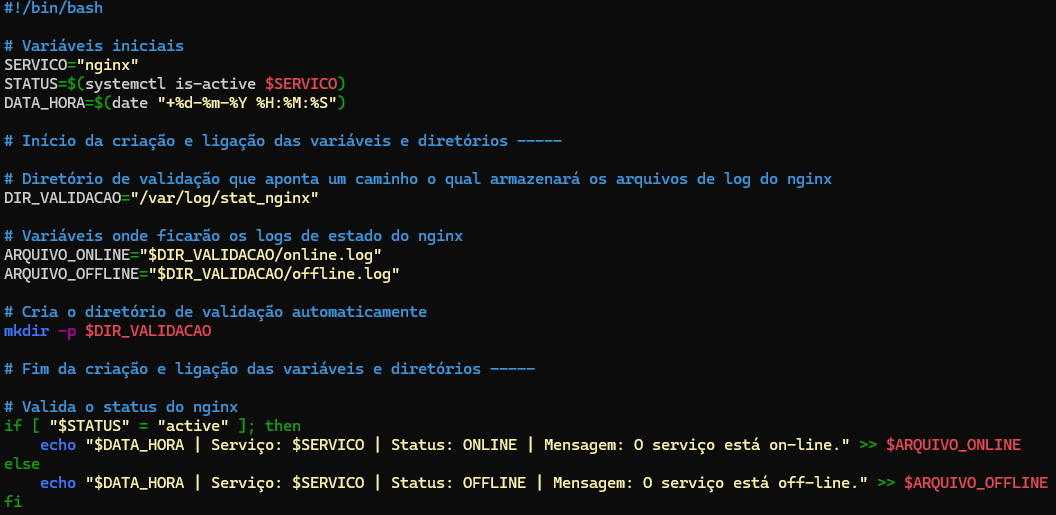 #!/bin/bash
# Variáveis iniciais
SERVICO="nginx"
STATUS=$(systemctl is-active $SERVICO)
DATA_HORA=$(date "+%d-%m-%Y %H:%M:%S")
# Início da criação e ligação das variáveis e diretórios -----
# Diretório de validação que aponta um caminho o qual armazenará os arquivos de log do nginx
DIR_VALIDACAO="/var/log/stat_nginx"
# Variáveis onde ficarão os logs de estado do nginx
ARQUIVO_ONLINE="$DIR_VALIDACAO/online.log"
ARQUIVO_OFFLINE="$DIR_VALIDACAO/offline.log"
# Cria o diretório de validação automaticamente
mkdir -p $DIR_VALIDACAO
# Fim da criação e ligação das variáveis e diretórios -----
# Valida o status do nginx
if [ "$STATUS" = "active" ]; then
    echo "$DATA_HORA | Serviço: $SERVICO | Status: ONLINE | Mensagem: O serviço está on-line." >> $ARQUIVO_ONLINE
else
    echo "$DATA_HORA | Serviço: $SERVICO | Status: OFFLINE | Mensagem: O serviço está off-line." >> $ARQUIVO_OFFLINE
fi